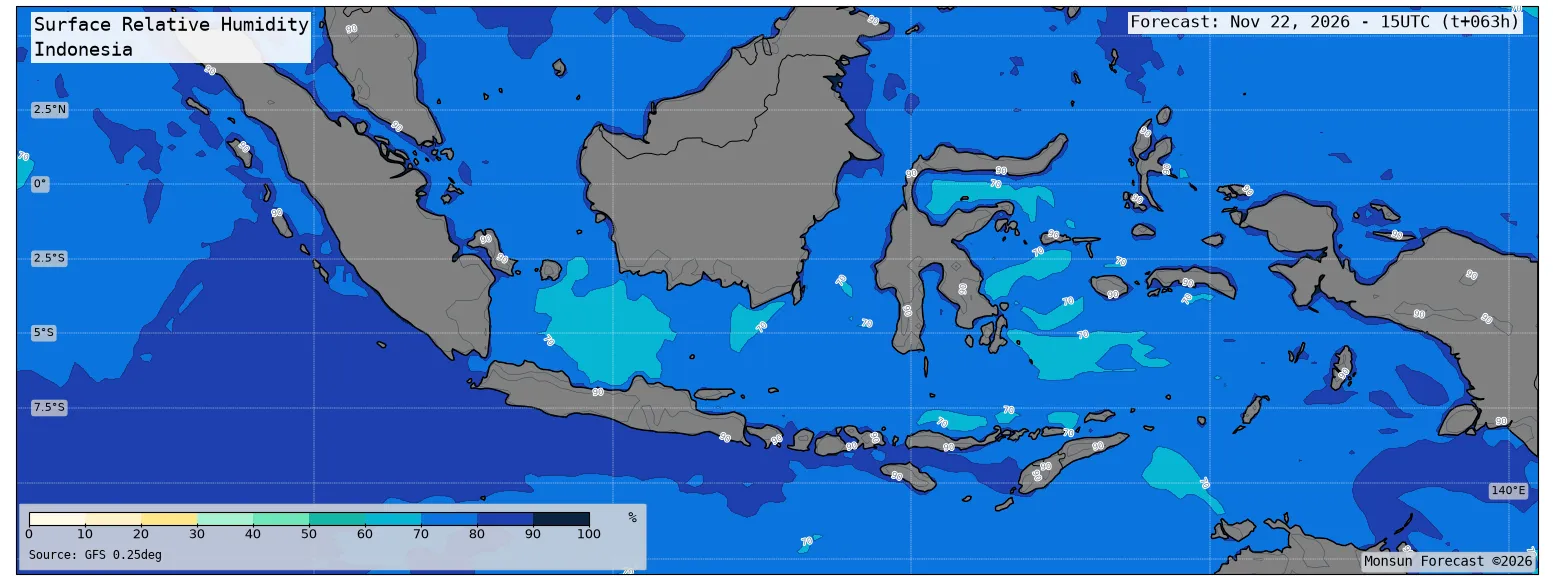 Surface Relative Humidity
Indonesia
Forecast: Nov 22, 2026 - 15UTC (t+063h)
2.5°N
0°
2.5°S
5°S
7.5°S
140°E
0 10 20 30 40 50 60 70 80 90 100
%
Source: GFS 0.25deg
Monsun Forecast ©2026